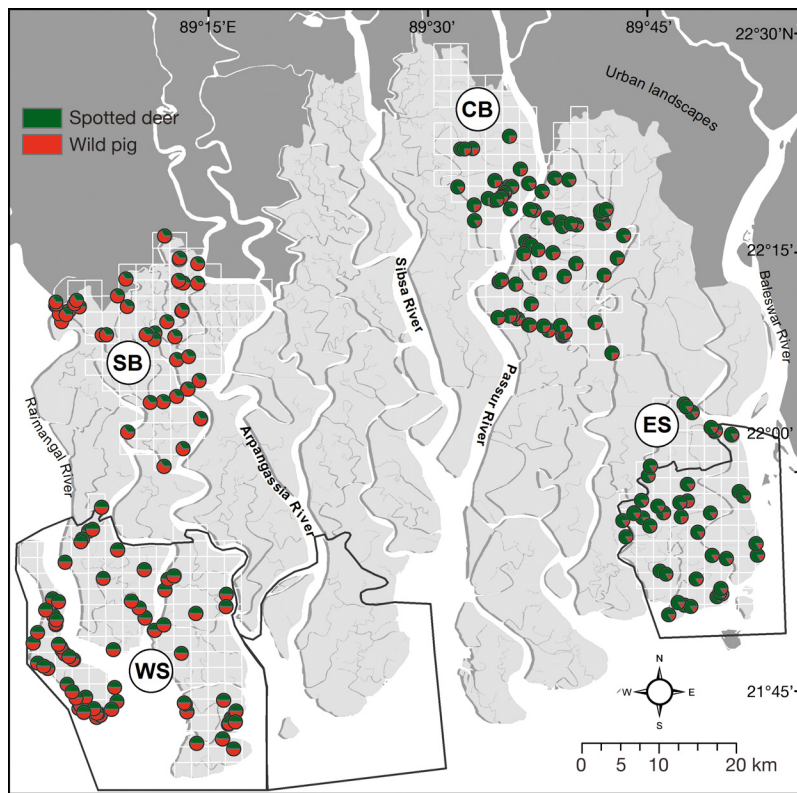 89°15'E
89°30'
89°45'
22°30'N
Urban landscapes
Spotted deer
Wild pig
CB
22°15'
Sibsa River
Baleswar River
SB
Passur River
Raimangal River
Arpangassia River
ES
22°00'
WS
N
W
E
S
21°45'
0
5
10
20 km